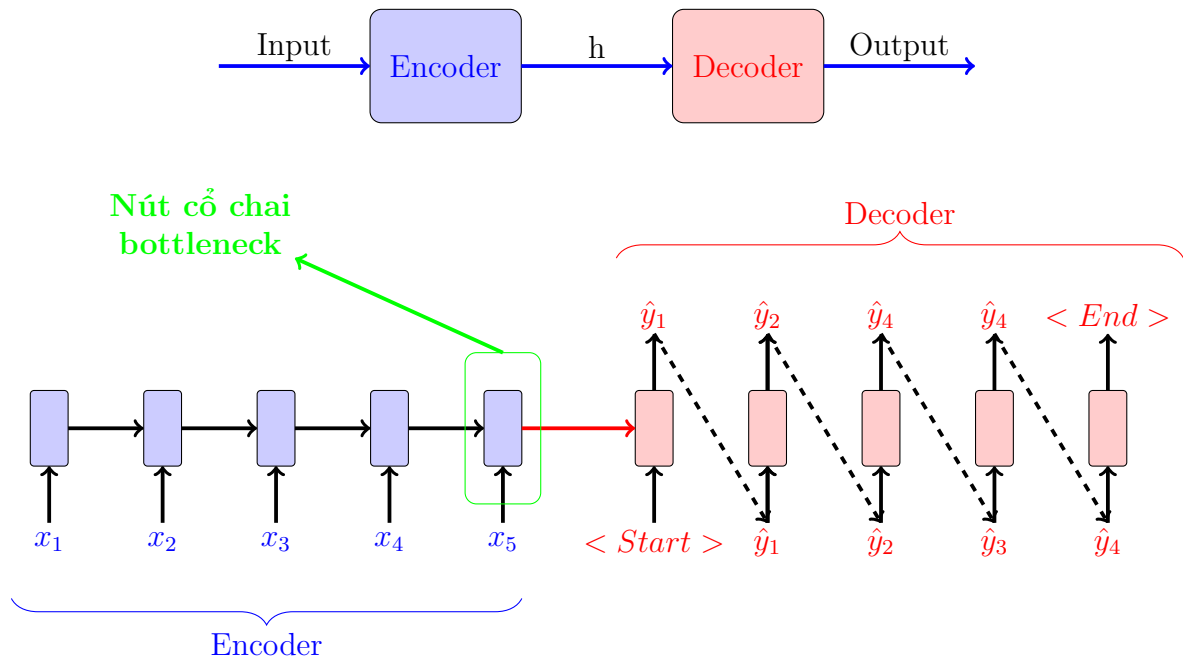 Input
Encoder
h
Decoder
Output
Nút cổ chai
bottleneck
Decoder
ŷ₁ ŷ₂ ŷ₄ ŷ₄ < End >
x₁ x₂ x₃ x₄ x₅ < Start > ŷ₁ ŷ₂ ŷ₃ ŷ₄
Encoder